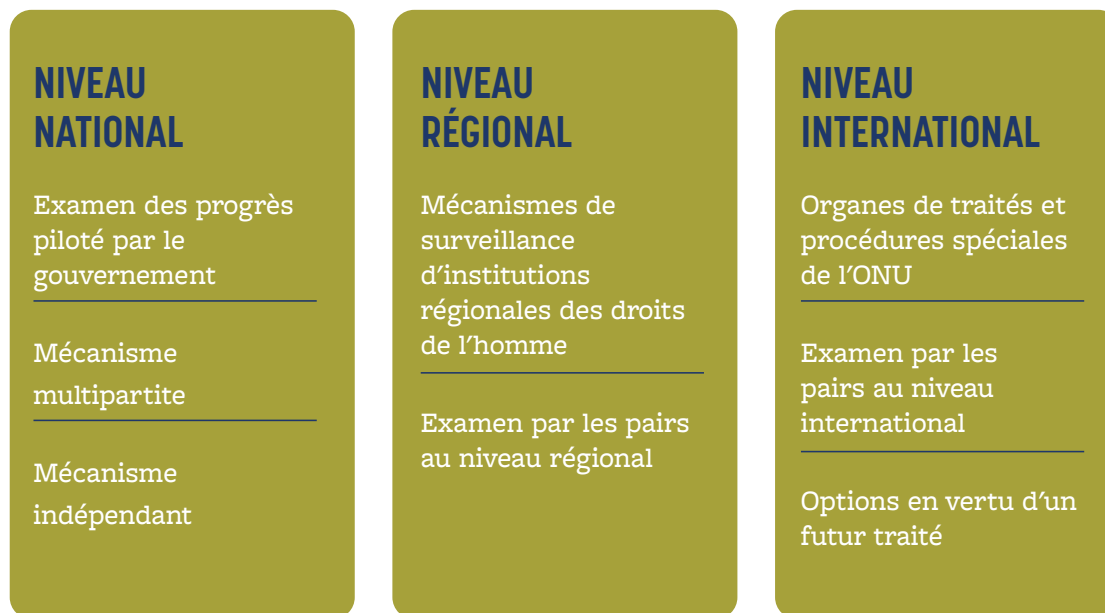 NIVEAU
NATIONAL
Examen des progrès
piloté par le
gouvernement
Mécanisme
multipartite
Mécanisme
indépendant
NIVEAU
RÉGIONAL
Mécanismes de
surveillance
d'institutions
régionales des droits
de l'homme
Examen par les pairs
au niveau régional
NIVEAU
INTERNATIONAL
Organes de traités et
procédures spéciales
de l'ONU
Examen par les
pairs au niveau
international
Options en vertu d'un
futur traité